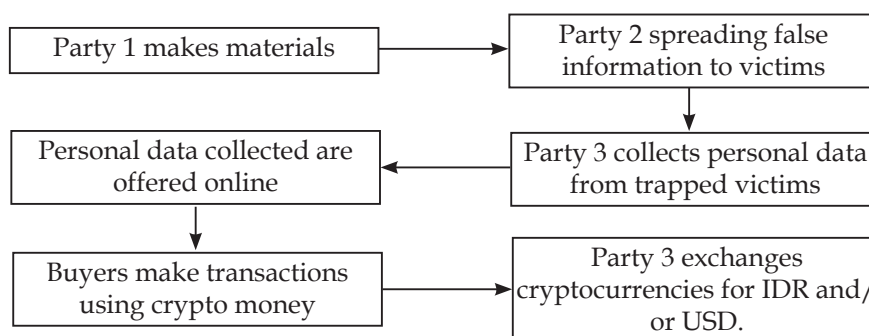 Party 1 makes materials
Party 2 spreading false
information to victims
Party 3 collects personal data
from trapped victims
Personal data collected are
offered online
Buyers make transactions
using crypto money
Party 3 exchanges
cryptocurrencies for IDR and/
or USD.